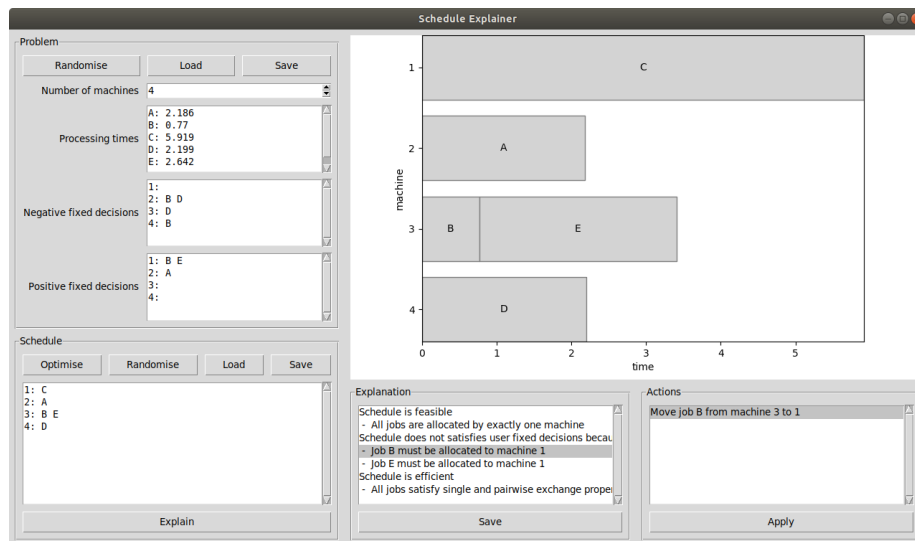 Schedule Explainer
Problem
Randomise Load Save
Number of machines 4
Processing times
A: 2.186
B: 0.77
C: 5.919
D: 2.199
E: 2.642
Negative fixed decisions
1:
2: B D
3: D
4: B
Positive fixed decisions
1: B E
2: A
3:
4:
Schedule
Optimise Randomise Load Save
1: C
2: A
3: B E
4: D
Explain
machine
1
2
3
4
C
A
B E
D
0 1 2 3 4 5
time
Explanation
Schedule is feasible
- All jobs are allocated by exactly one machine
Schedule does not satisfies user fixed decisions becau
- Job B must be allocated to machine 1
- Job E must be allocated to machine 1
Schedule is efficient
- All jobs satisfy single and pairwise exchange prope
Save
Actions
Move job B from machine 3 to 1
Apply